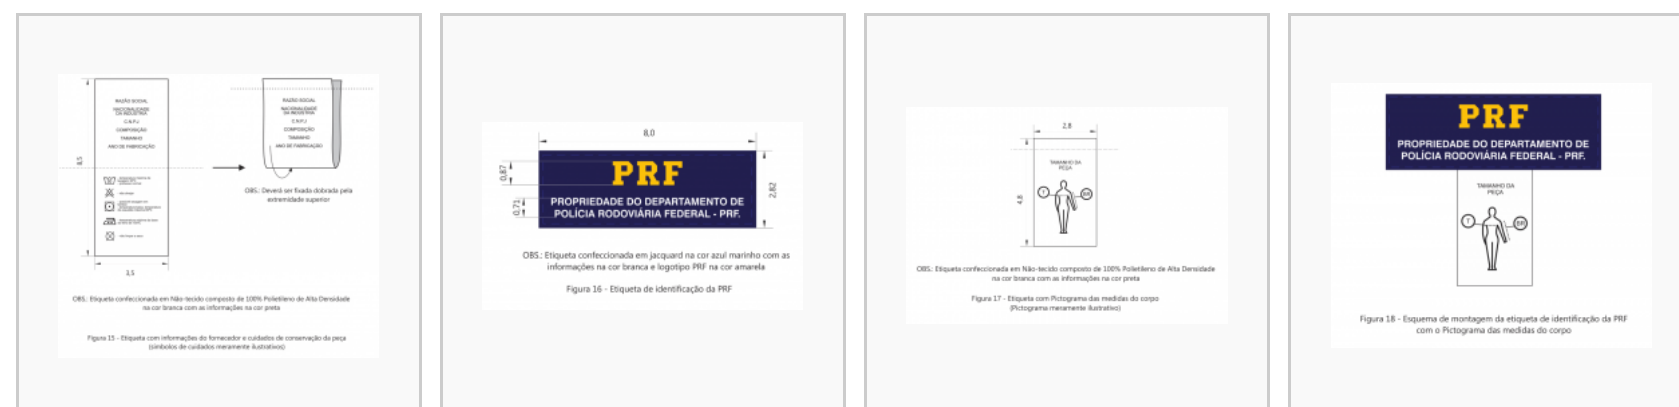 RAZÃO SOCIAL
NACIONALIDADE
DA INDÚSTRIA
C.N.P.J
COMPOSIÇÃO
TAMANHO
ANO DE FABRICAÇÃO
8,5
3,5
RAZÃO SOCIAL
NACIONALIDADE
DA INDÚSTRIA
C.N.P.J
COMPOSIÇÃO
TAMANHO
ANO DE FABRICAÇÃO
OBS.: Deverá ser fixada dobrada pela
extremidade superior
OBS.: Etiqueta confeccionada em Não-tecido composto de 100% Polietileno de Alta Densidade
na cor branca com as informações na cor preta
Figura 15 - Etiqueta com informações do fornecedor e cuidados de conservação da peça
(símbolos de cuidados meramente ilustrativos)
8,0
0,87
0,71
2,82
PRF
PROPRIEDADE DO DEPARTAMENTO DE
POLÍCIA RODOVIÁRIA FEDERAL - PRF.
OBS.: Etiqueta confeccionada em jacquard na cor azul marinho com as
informações na cor branca e logotipo PRF na cor amarela
Figura 16 - Etiqueta de identificação da PRF
2,8
4,8
TAMANHO DA
PEÇA
T
BR
OBS.: Etiqueta confeccionada em Não-tecido composto de 100% Polietileno de Alta Densidade
na cor branca com as informações na cor preta
Figura 17 - Etiqueta com Pictograma das medidas do corpo
(Pictograma meramente ilustrativo)
PRF
PROPRIEDADE DO DEPARTAMENTO DE
POLÍCIA RODOVIÁRIA FEDERAL - PRF.
TAMANHO DA
PEÇA
T
BR
Figura 18 - Esquema de montagem da etiqueta de identificação da PRF
com o Pictograma das medidas do corpo